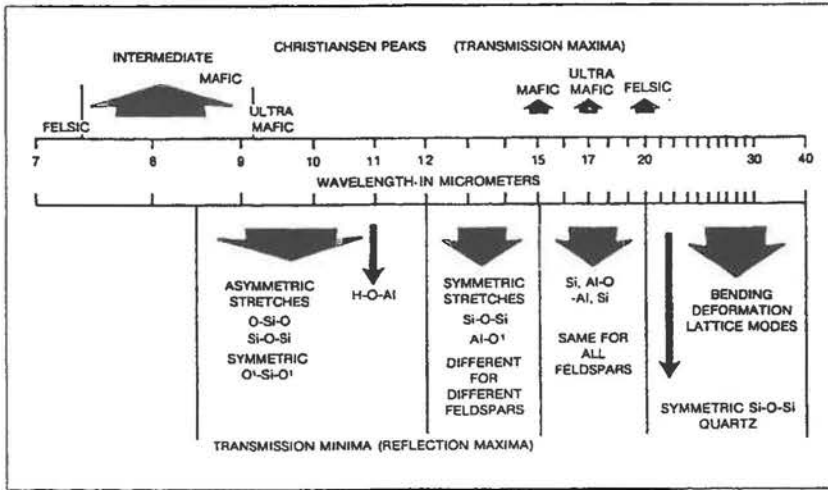 CHRISTIANSEN PEAKS (TRANSMISSION MAXIMA)
INTERMEDIATE
MAFIC
FELSIC
ULTRA
MAFIC
MAFIC
ULTRA
MAFIC
FELSIC
7 8 9 10 11 12 15 17 20 30 40
WAVELENGTH-IN MICROMETERS
ASYMMETRIC
STRETCHES
O-Si-O
Si-O-Si
SYMMETRIC
O¹-Si-O¹
H-O-Al
SYMMETRIC
STRETCHES
Si-O-Si
Al-O¹
DIFFERENT
FOR
DIFFERENT
FELDSPARS
Si, Al-O
-Al, Si
SAME FOR
ALL
FELDSPARS
BENDING
DEFORMATION
LATTICE MODES
SYMMETRIC Si-O-Si
QUARTZ
TRANSMISSION MINIMA (REFLECTION MAXIMA)